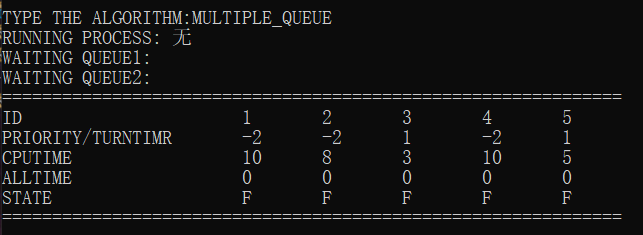 TYPE THE ALGORITHM:MULTIPLE_QUEUE
RUNNING PROCESS: 无
WAITING QUEUE1:
WAITING QUEUE2:
==============================================================
ID 1 2 3 4 5
PRIORITY/TURNTIMR -2 -2 1 -2 1
CPUTIME 10 8 3 10 5
ALLTIME 0 0 0 0 0
STATE F F F F F
==============================================================